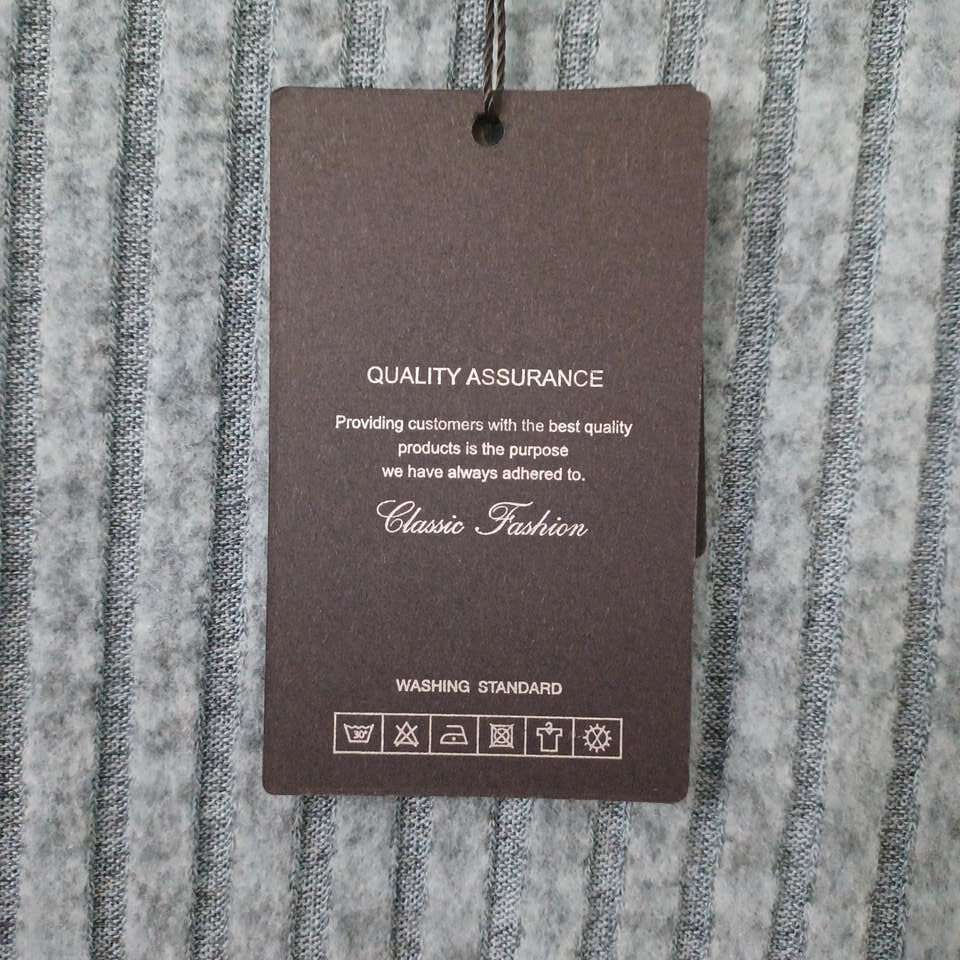 QUALITY ASSURANCE
Providing customers with the best quality
products is the purpose
we have always adhered to.
Classic Fashion
WASHING STANDARD
30°